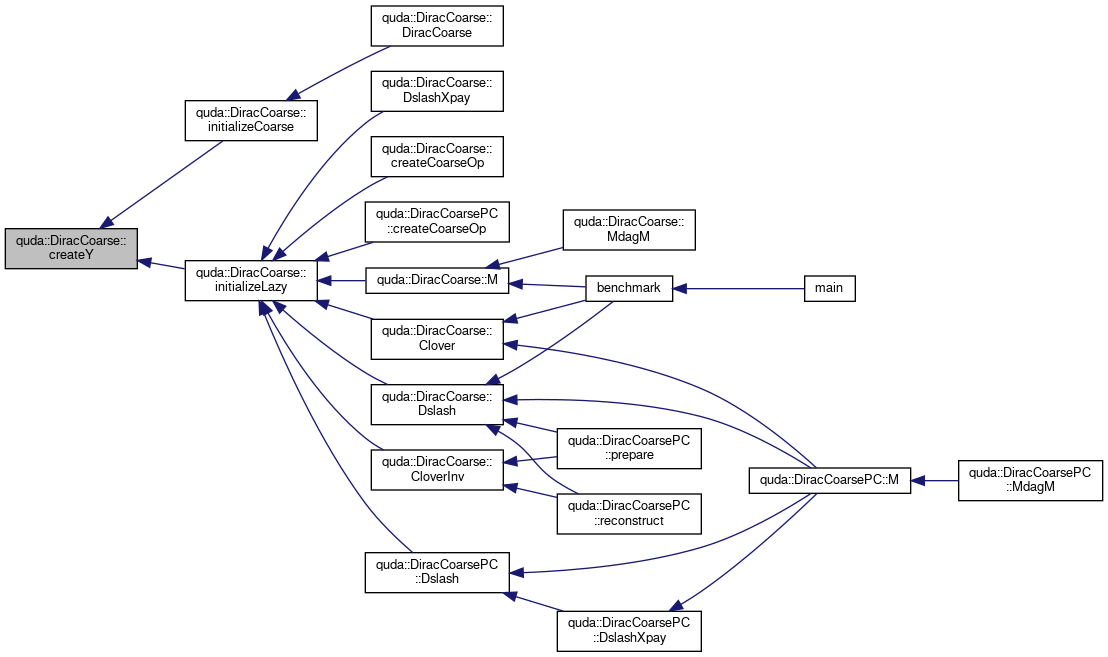 quda::DiracCoarse::
DiracCoarse
quda::DiracCoarse::
DslashXpay
quda::DiracCoarse::
initializeCoarse
quda::DiracCoarse::
createCoarseOp
quda::DiracCoarsePC
::createCoarseOp
quda::DiracCoarse::
MdagM
quda::DiracCoarse::
createY
quda::DiracCoarse::
initializeLazy
quda::DiracCoarse::M
benchmark
main
quda::DiracCoarse::
Clover
quda::DiracCoarse::
Dslash
quda::DiracCoarsePC
::prepare
quda::DiracCoarse::
CloverInv
quda::DiracCoarsePC::M
quda::DiracCoarsePC
::MdagM
quda::DiracCoarsePC
::reconstruct
quda::DiracCoarsePC
::Dslash
quda::DiracCoarsePC
::DslashXpay